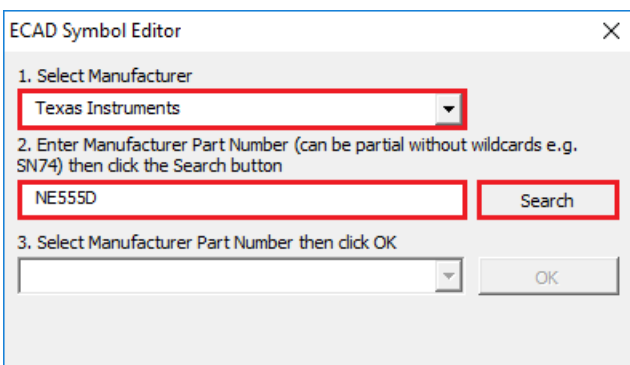 ECAD Symbol Editor
1. Select Manufacturer
Texas Instruments
2. Enter Manufacturer Part Number (can be partial without wildcards e.g.
SN74) then click the Search button
NE555D
Search
3. Select Manufacturer Part Number then click OK
OK